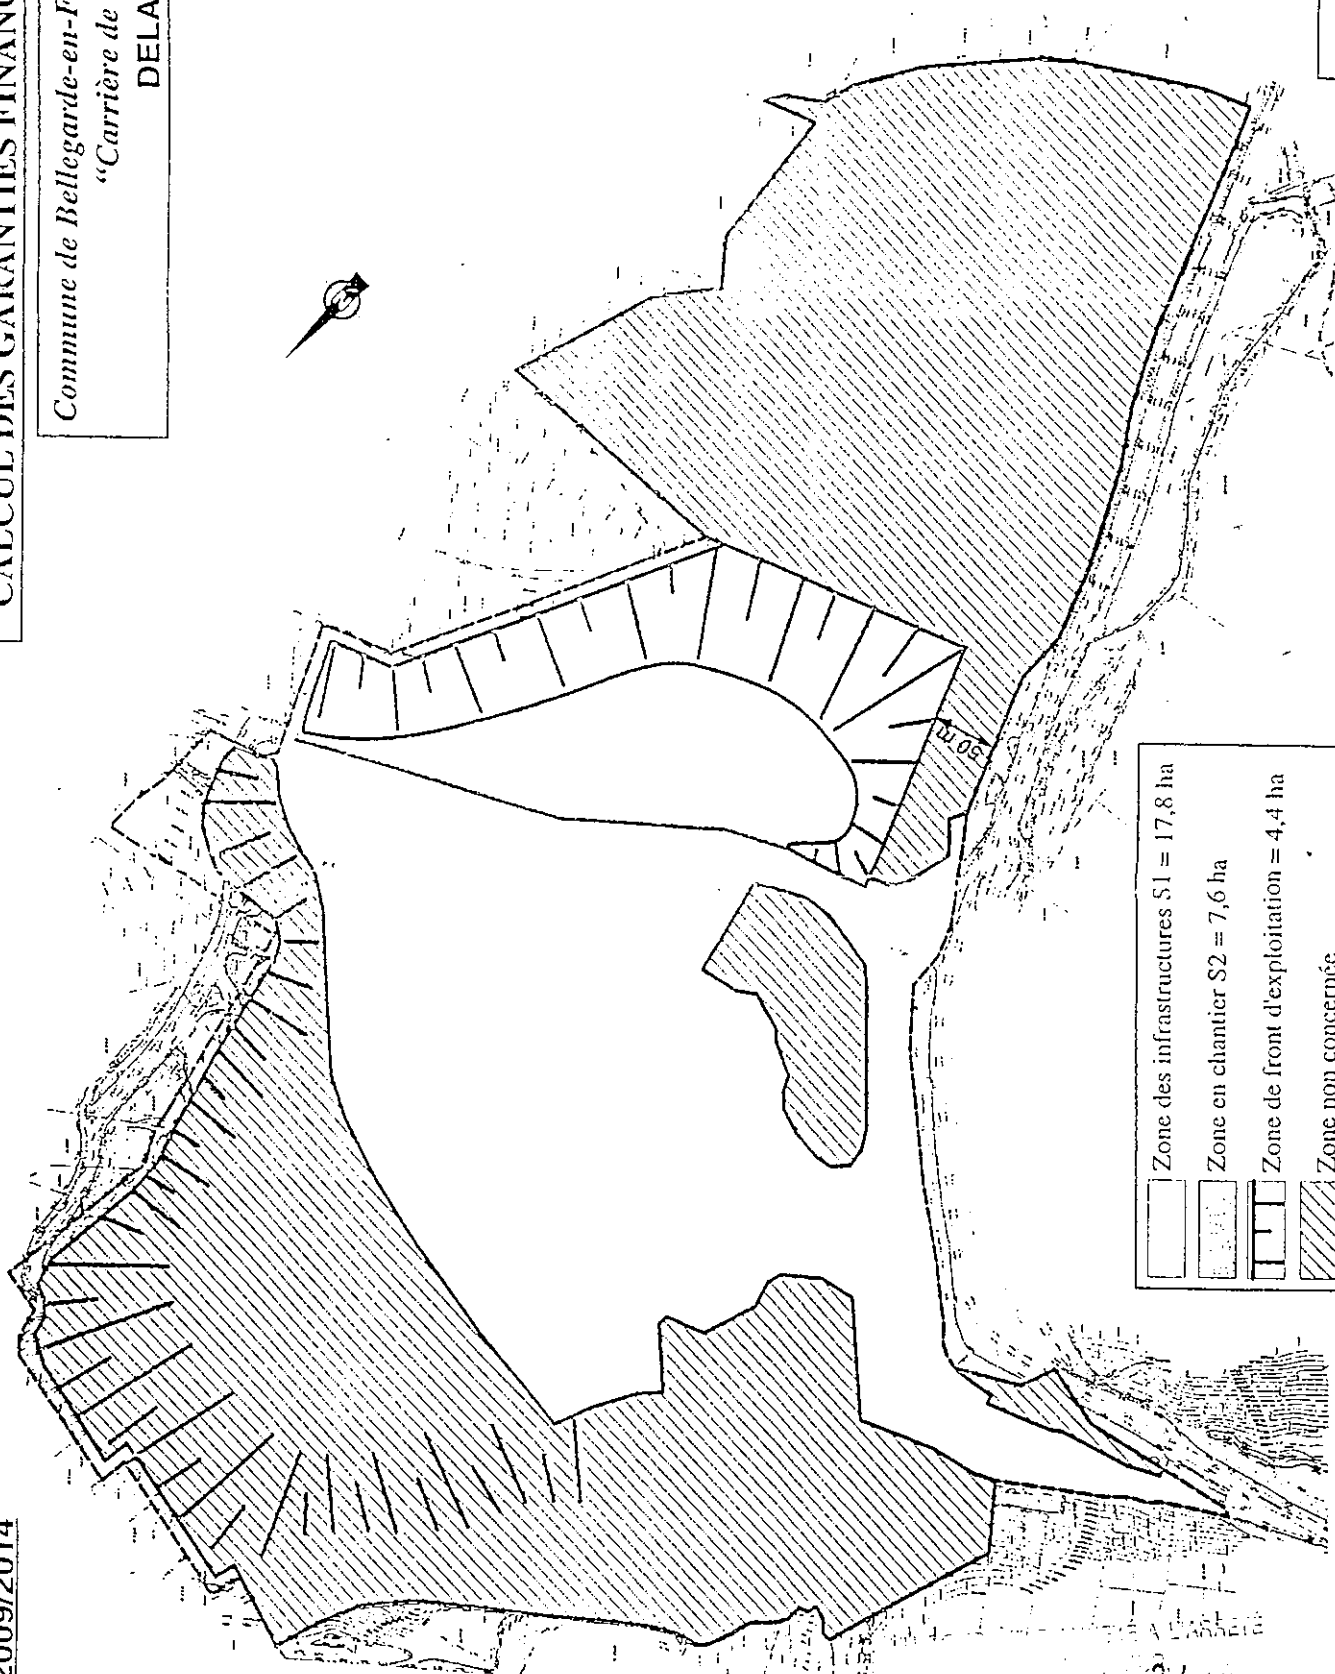 2009/2014
CALCUL DES GARANTIES FINANC
Commune de Bellegarde-en-F
"Carrière de
DELA
50 m
Zone des infrastructures S1 = 17,8 ha
Zone en chantier S2 = 7,6 ha
Zone de front d'exploitation = 4,4 ha
Zone non concernée